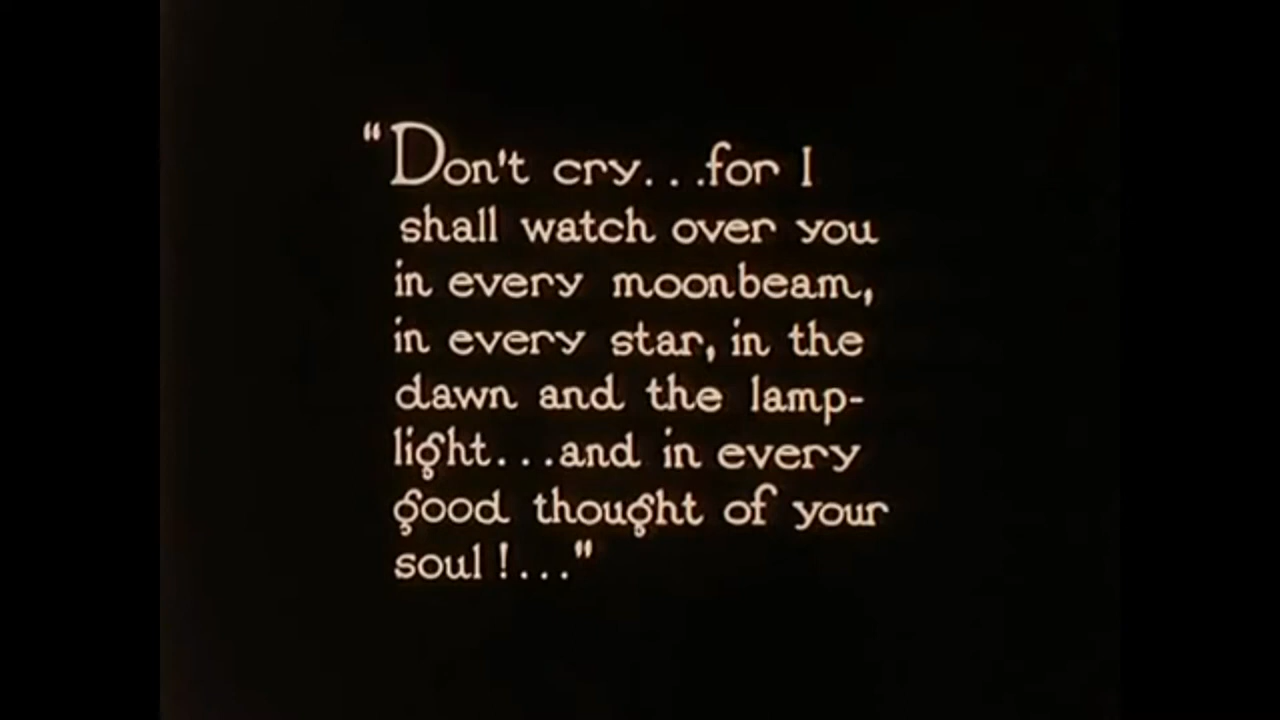 “Don't cry...for I
shall watch over you
in every moonbeam,
in every star, in the
dawn and the lamp-
light...and in every
good thought of your
soul!..."